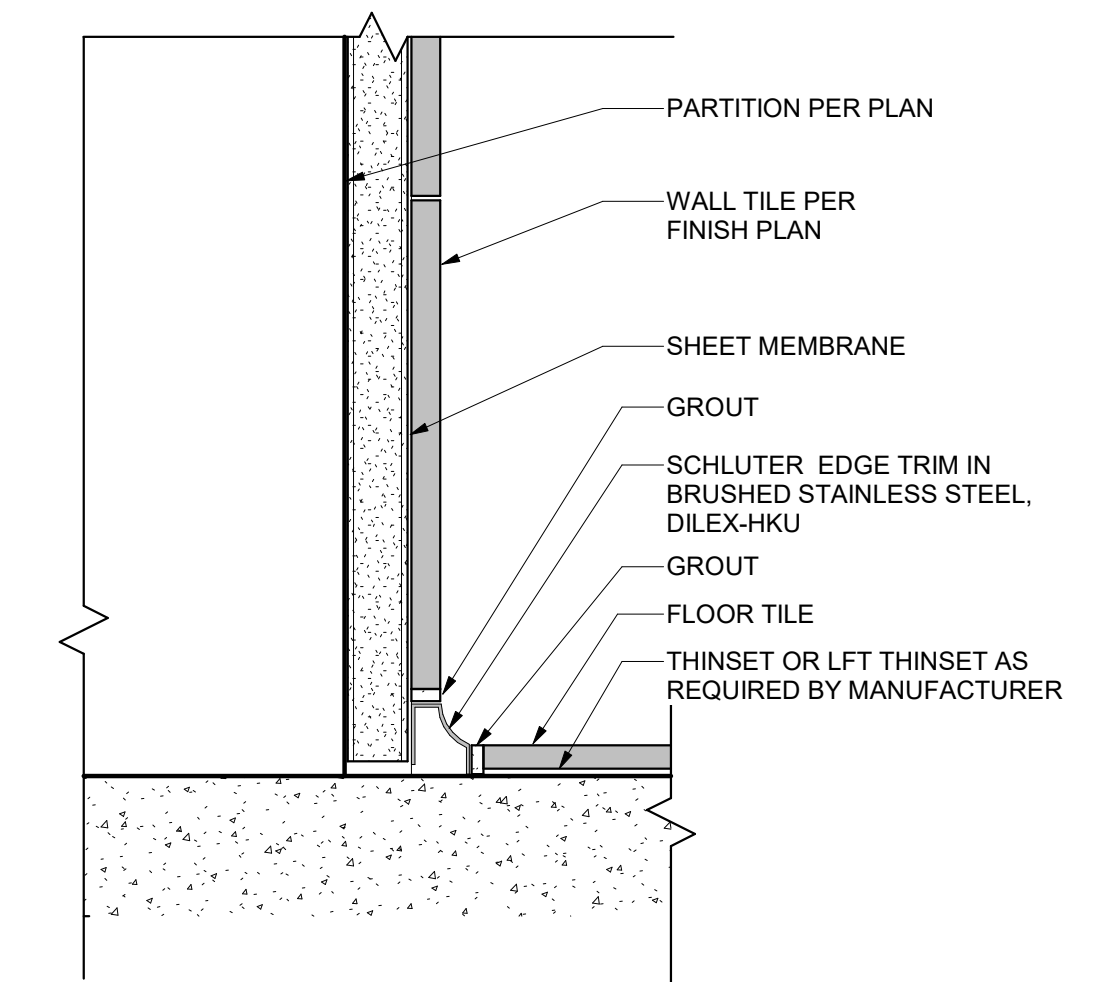 PARTITION PER PLAN
WALL TILE PER
FINISH PLAN
SHEET MEMBRANE
GROUT
SCHLUTER  EDGE TRIM IN
BRUSHED STAINLESS STEEL,
DILEX-HKU
GROUT
FLOOR TILE
THINSET OR LFT THINSET AS
REQUIRED BY MANUFACTURER